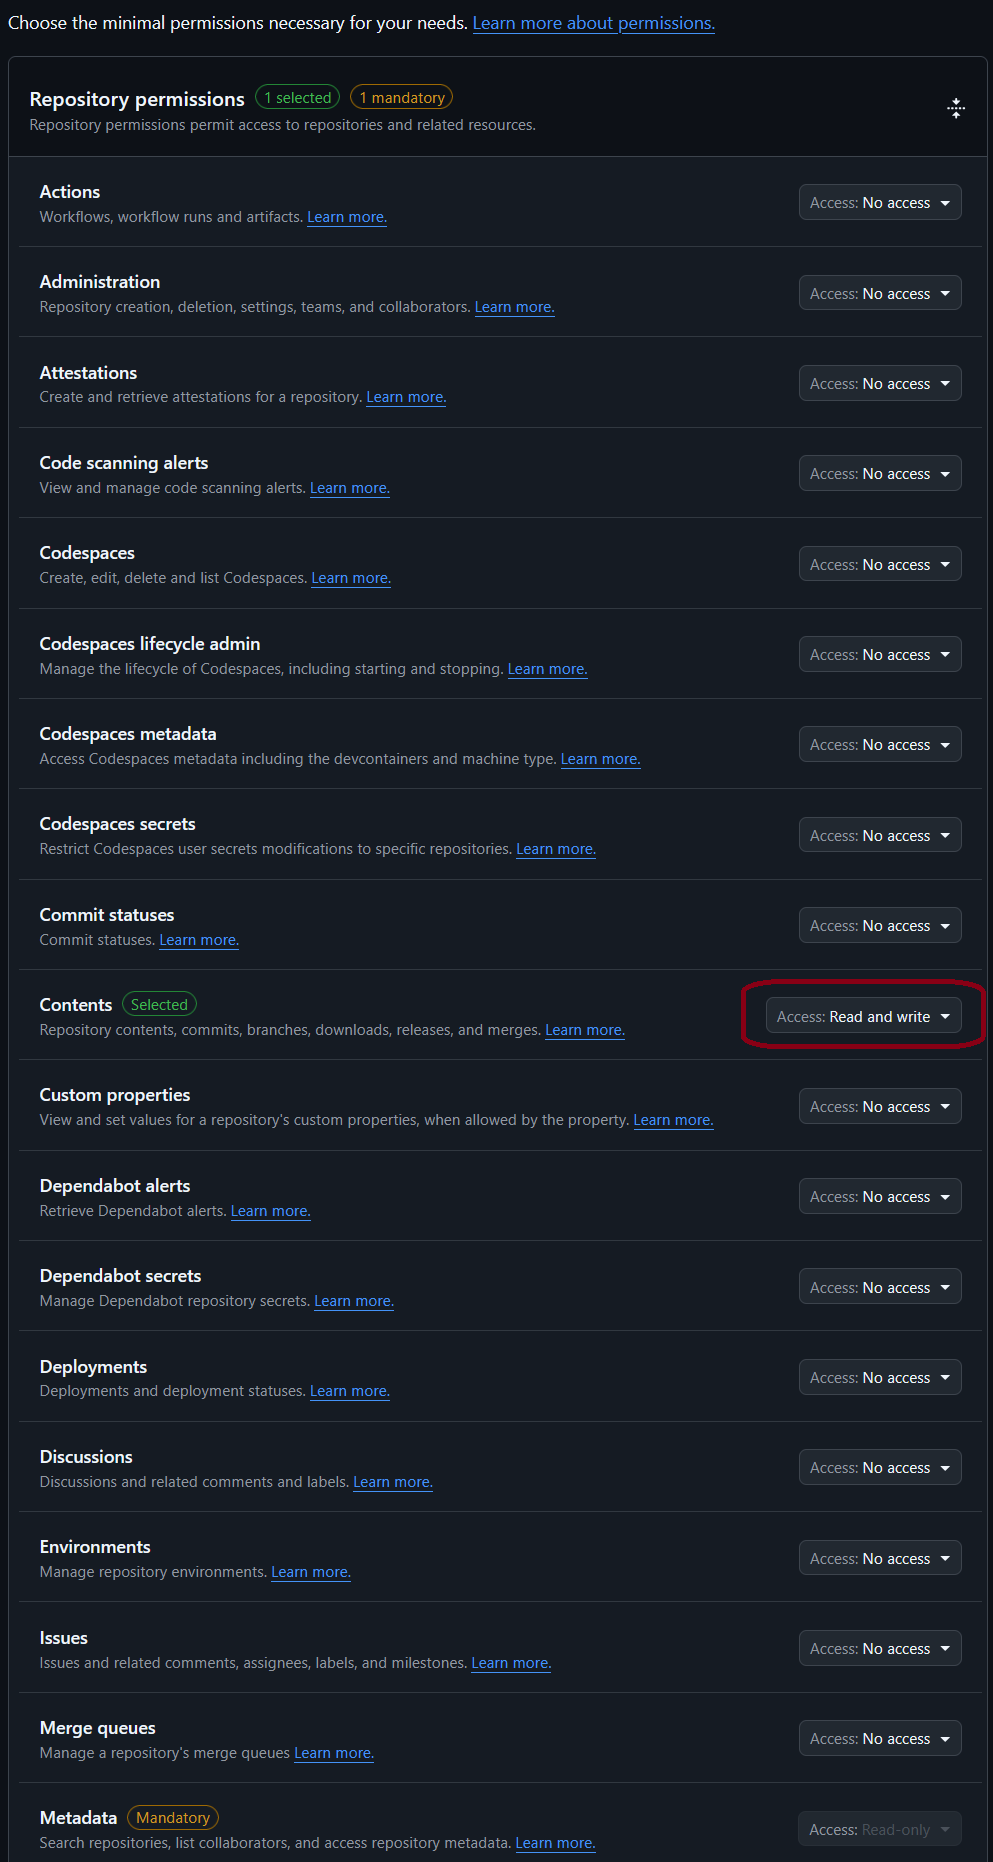 Choose the minimal permissions necessary for your needs. Learn more about permissions.
Repository permissions 1 selected 1 mandatory
Repository permissions permit access to repositories and related resources.
Actions
Workflows, workflow runs and artifacts. Learn more.
Access: No access
Administration
Repository creation, deletion, settings, teams, and collaborators. Learn more.
Access: No access
Attestations
Create and retrieve attestations for a repository. Learn more.
Access: No access
Code scanning alerts
View and manage code scanning alerts. Learn more.
Access: No access
Codespaces
Create, edit, delete and list Codespaces. Learn more.
Access: No access
Codespaces lifecycle admin
Manage the lifecycle of Codespaces, including starting and stopping. Learn more.
Access: No access
Codespaces metadata
Access Codespaces metadata including the devcontainers and machine type. Learn more.
Access: No access
Codespaces secrets
Restrict Codespaces user secrets modifications to specific repositories. Learn more.
Access: No access
Commit statuses
Commit statuses. Learn more.
Access: No access
Contents Selected
Repository contents, commits, branches, downloads, releases, and merges. Learn more.
Access: Read and write
Custom properties
View and set values for a repository's custom properties, when allowed by the property. Learn more.
Access: No access
Dependabot alerts
Retrieve Dependabot alerts. Learn more.
Access: No access
Dependabot secrets
Manage Dependabot repository secrets. Learn more.
Access: No access
Deployments
Deployments and deployment statuses. Learn more.
Access: No access
Discussions
Discussions and related comments and labels. Learn more.
Access: No access
Environments
Manage repository environments. Learn more.
Access: No access
Issues
Issues and related comments, assignees, labels, and milestones. Learn more.
Access: No access
Merge queues
Manage a repository's merge queues Learn more.
Access: No access
Metadata Mandatory
Search repositories, list collaborators, and access repository metadata. Learn more.
Access: Read-only